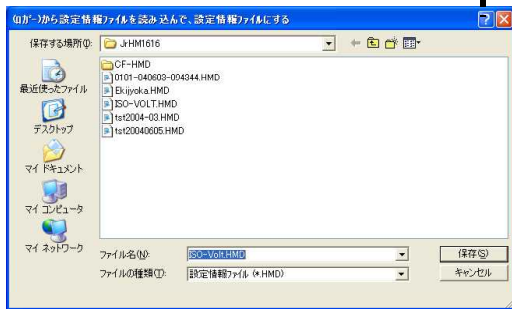 (ﾛｶﾞｰ)から設定情報ﾌｧｲﾙを読み込んで、設定情報ﾌｧｲﾙにする
保存する場所(I):
JrHM1616
CF-HMD
0101-040603-004344.HMD
Ekijyoka.HMD
ISO-VOLT.HMD
tst2004-03.HMD
tst20040605.HMD
最近使ったファイル
デスクトップ
マイ ドキュメント
マイ コンピュータ
マイ ネットワーク
ファイル名(N):
ISO-Volt.HMD
保存(S)
ファイルの種類(T):
設定情報ﾌｧｲﾙ (*.HMD)
キャンセル